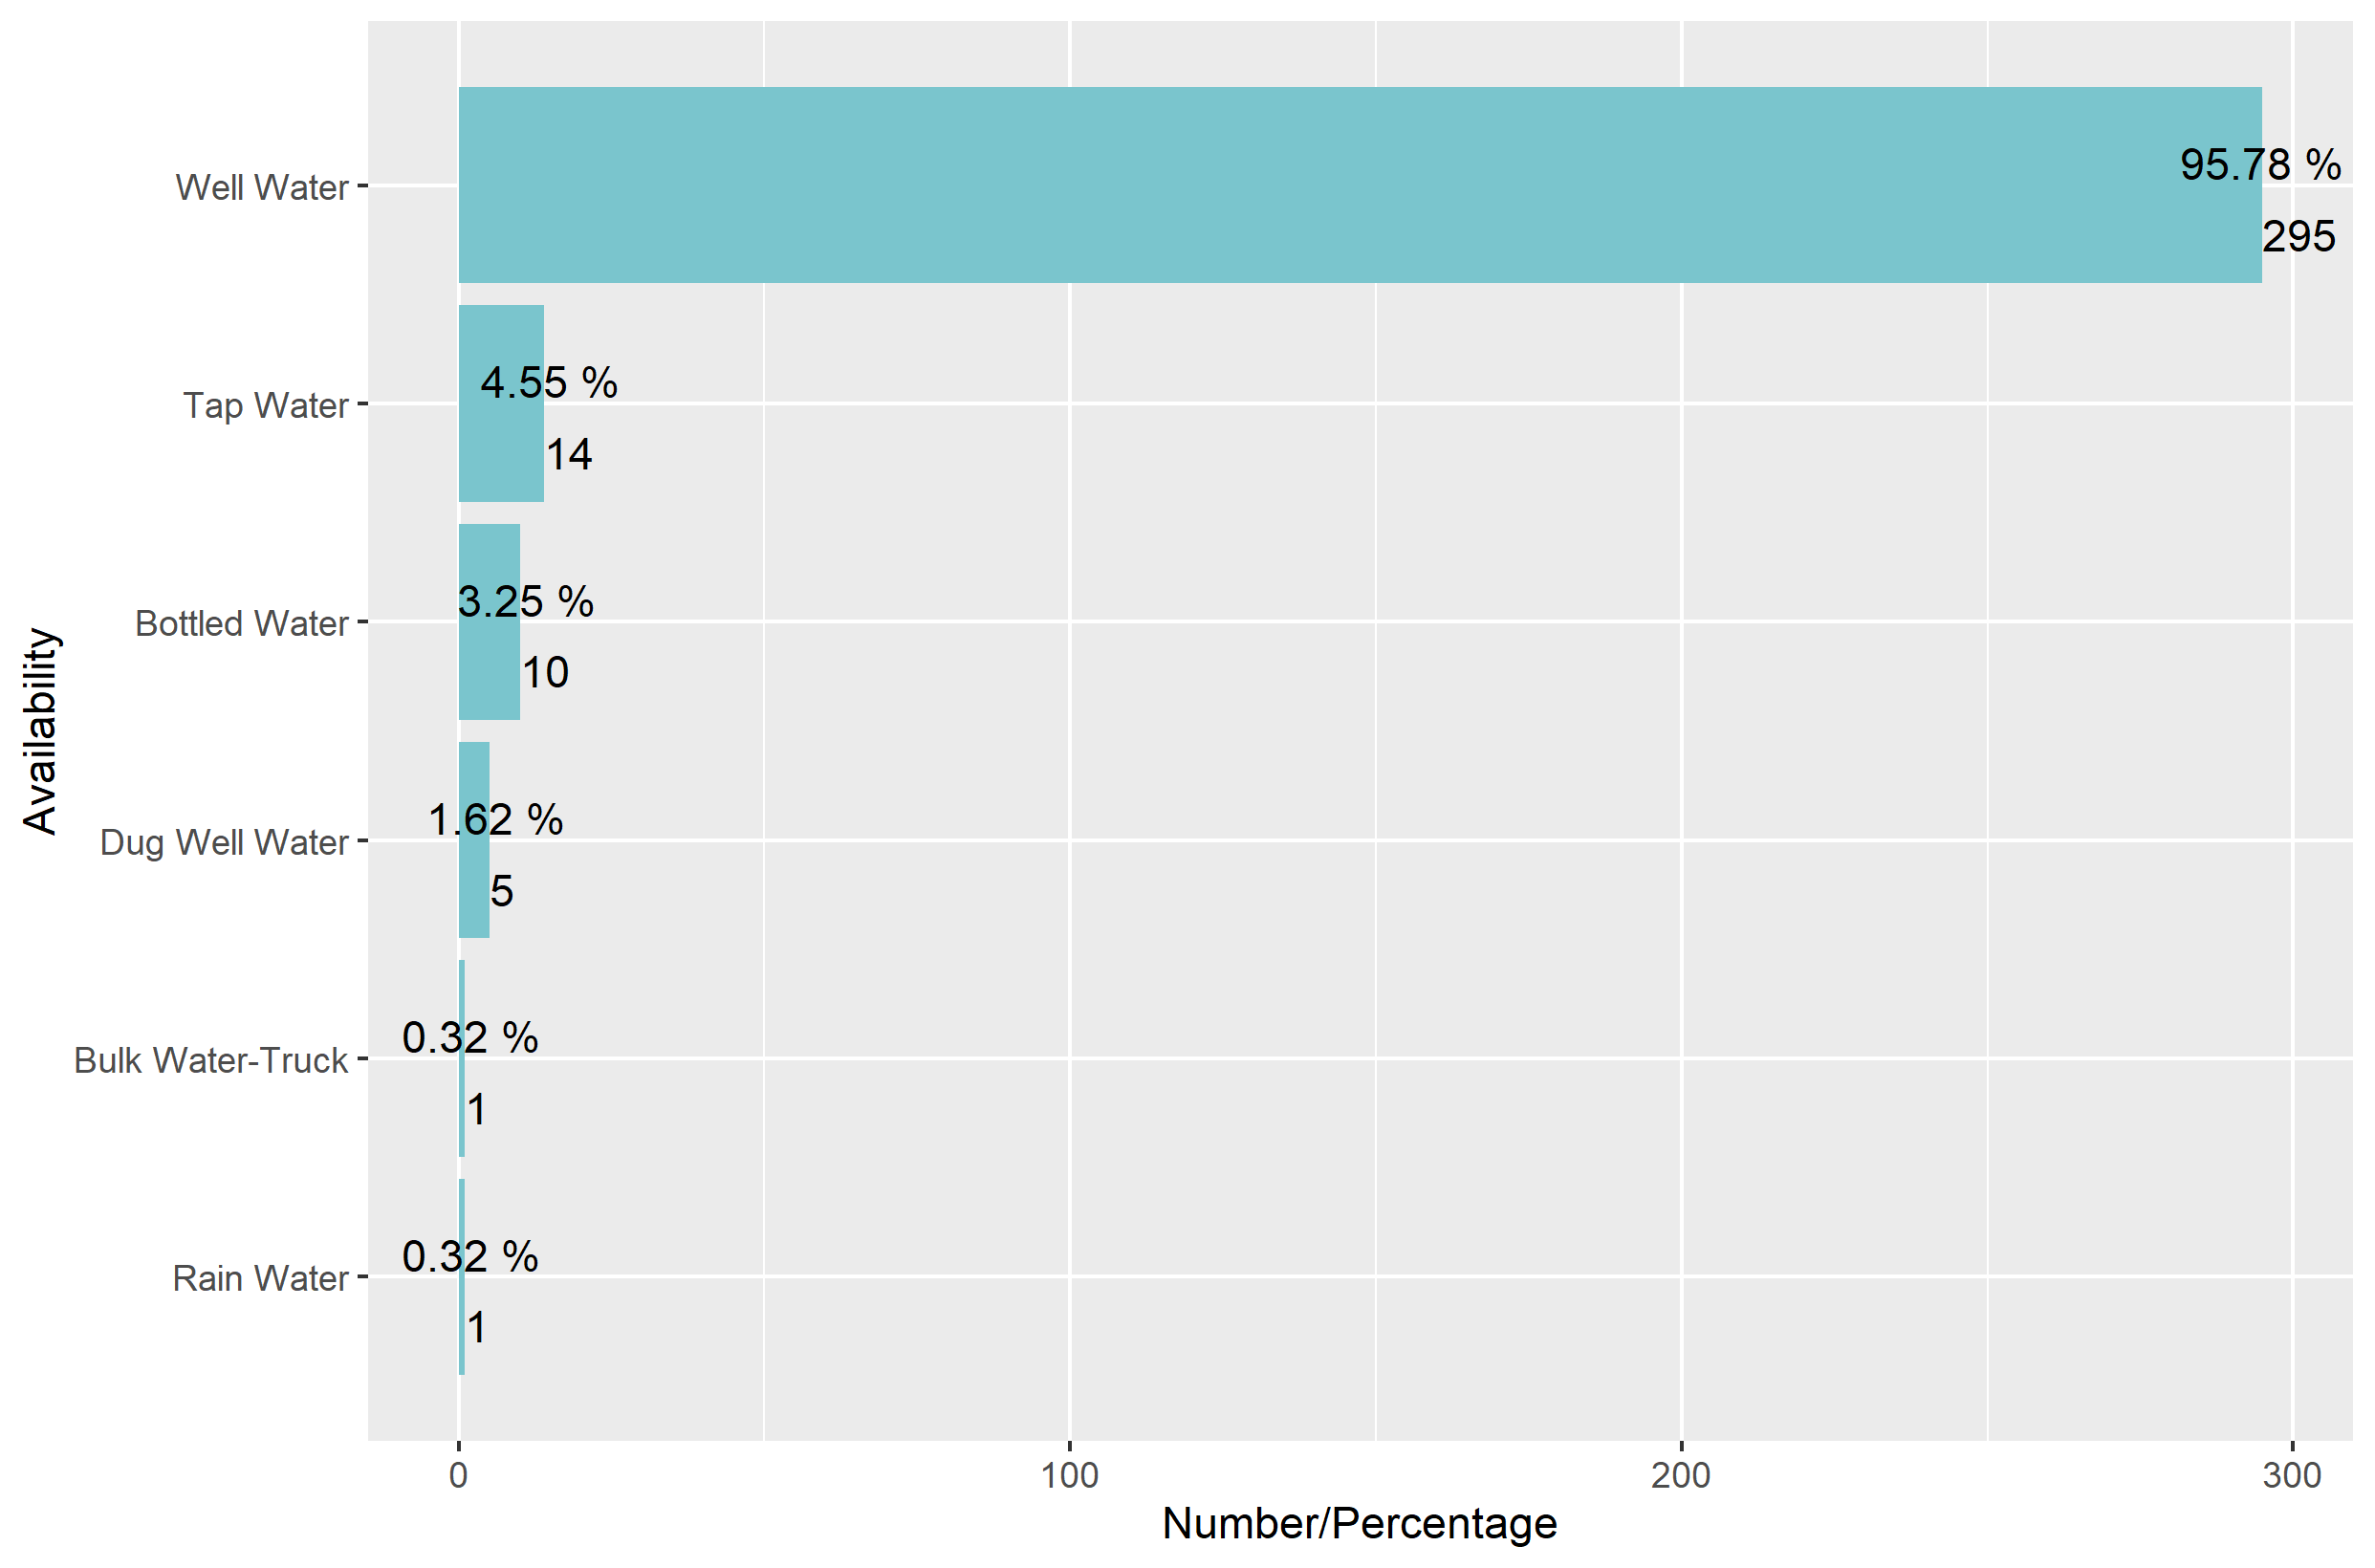 Well Water
95.78 %
295
Tap Water
4.55 %
14
Bottled Water
3.25 %
10
Dug Well Water
1.62 %
5
Bulk Water-Truck
0.32 %
1
Rain Water
0.32 %
1
Availability
0 100 200 300
Number/Percentage